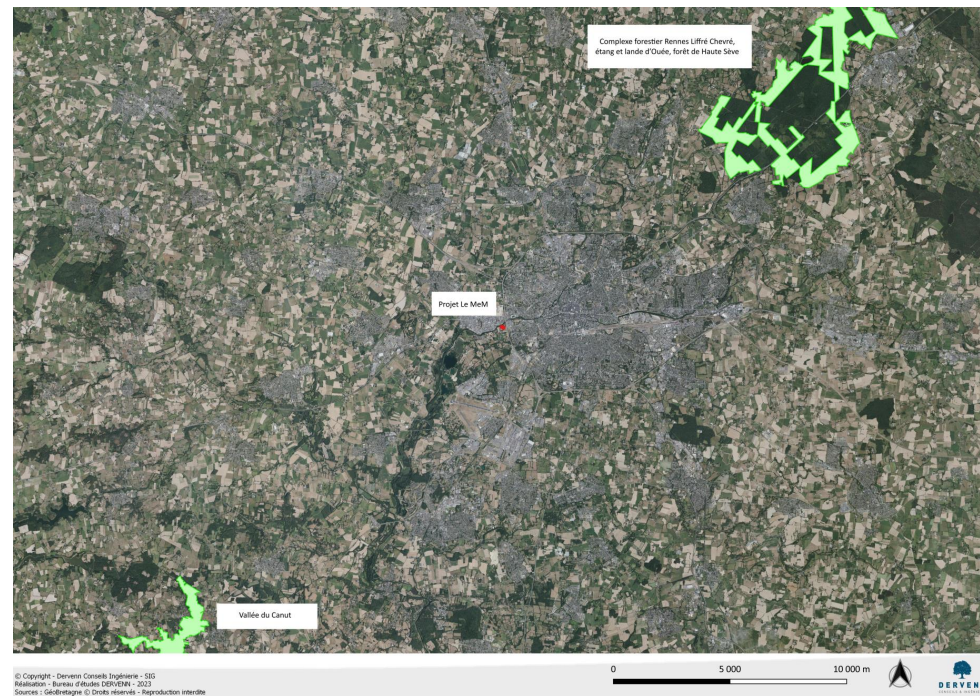 Complexe forestier Rennes Liffré Chevré,
étang et lande d'Ouée, forêt de Haute Sève
Projet Le MeM
Vallée du Canut
© Copyright - Dervenn Conseils Ingénierie - SIG
Réalisation - Bureau d'études DERVENN - 2023
Sources : GéoBretagne © Droits réservés - Reproduction interdite
0 5 000 10 000 m
DERVENN